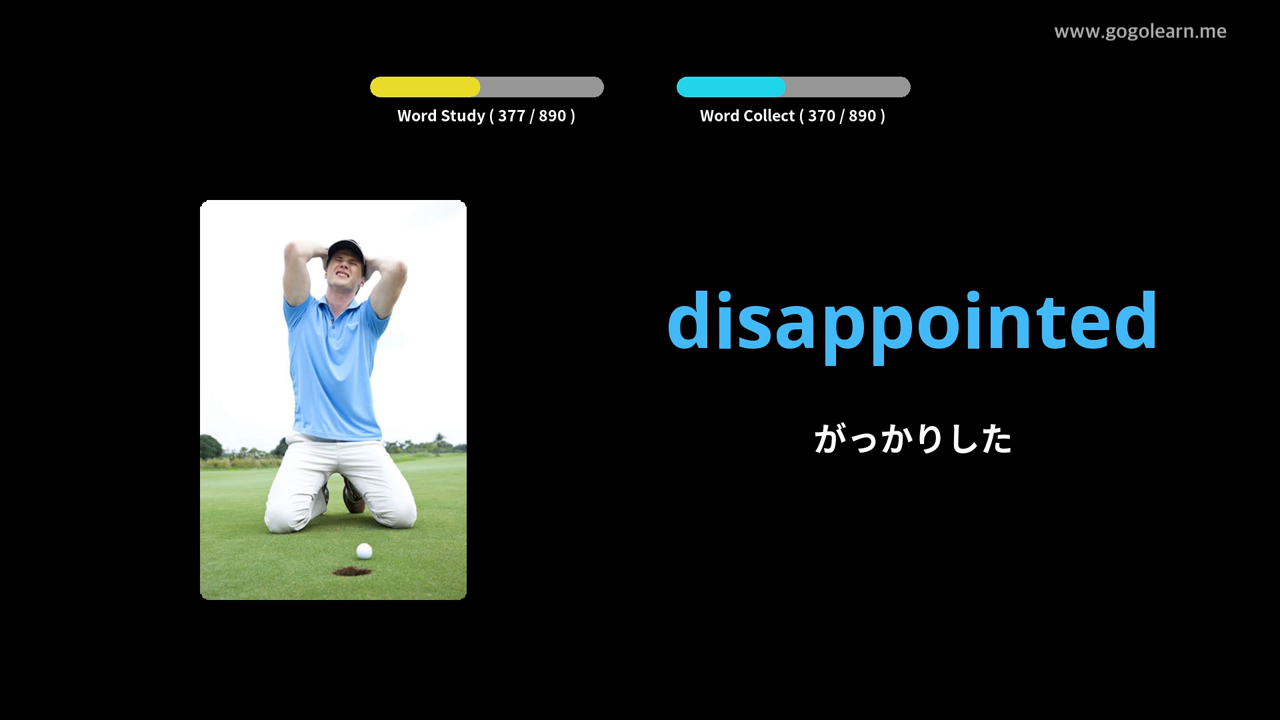 www.gogolearn.me
Word Study ( 377 / 890 )
Word Collect ( 370 / 890 )
disappointed
がっかりした